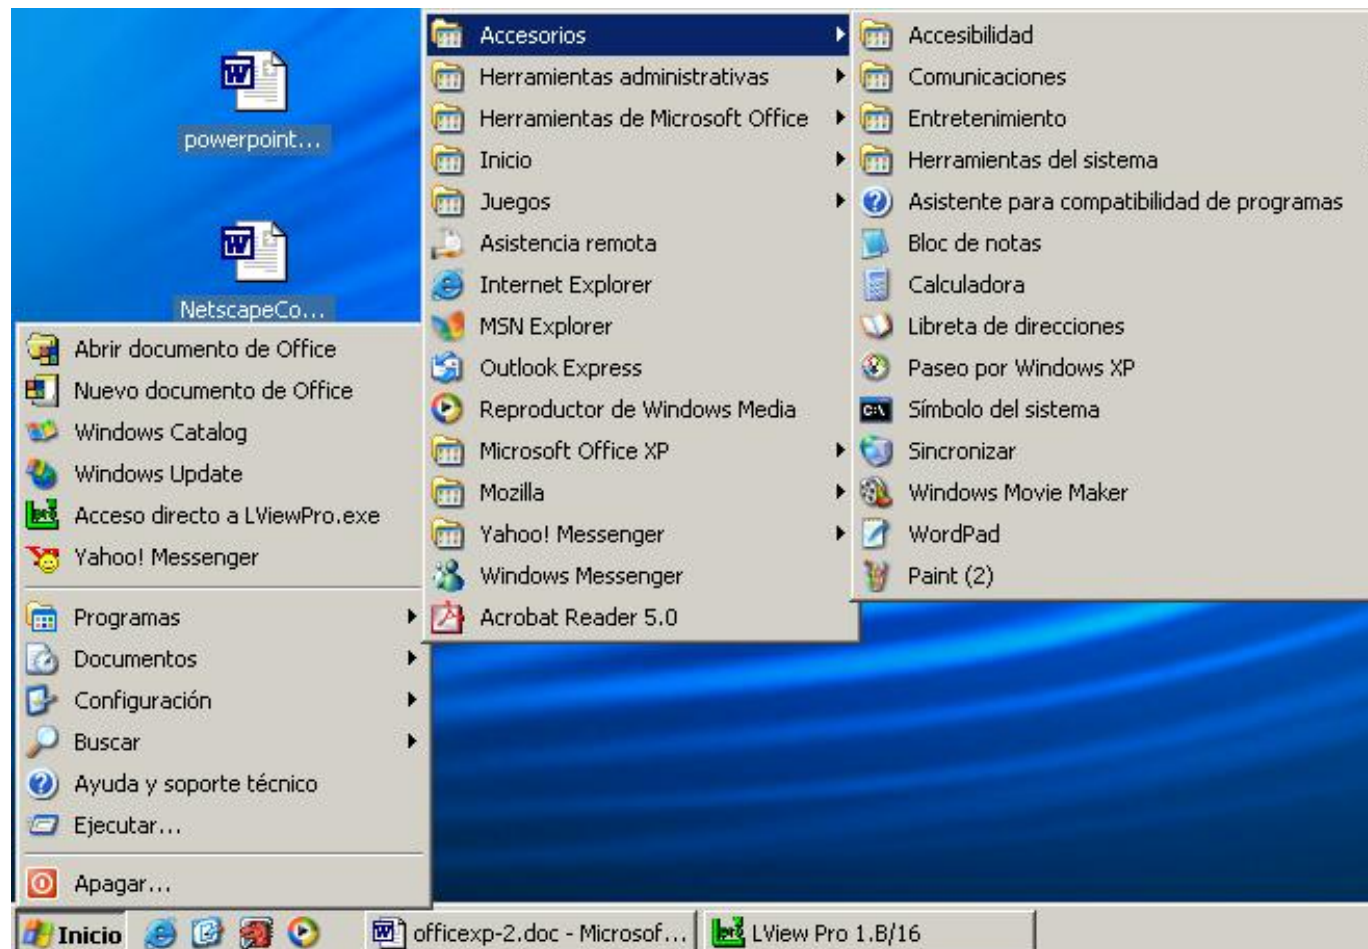 powerpoint...
NetscapeCo...
Abrir documento de Office
Nuevo documento de Office
Windows Catalog
Windows Update
Acceso directo a LViewPro.exe
Yahoo! Messenger
Programas
Documentos
Configuración
Buscar
Ayuda y soporte técnico
Ejecutar...
Apagar...
Accesorios
Herramientas administrativas
Herramientas de Microsoft Office
Inicio
Juegos
Asistencia remota
Internet Explorer
MSN Explorer
Outlook Express
Reproductor de Windows Media
Microsoft Office XP
Mozilla
Yahoo! Messenger
Windows Messenger
Acrobat Reader 5.0
Accesibilidad
Comunicaciones
Entretenimiento
Herramientas del sistema
Asistente para compatibilidad de programas
Bloc de notas
Calculadora
Libreta de direcciones
Paseo por Windows XP
Símbolo del sistema
Sincronizar
Windows Movie Maker
WordPad
Paint (2)
Inicio
officexp-2.doc - Microsof...
LView Pro 1.B/16